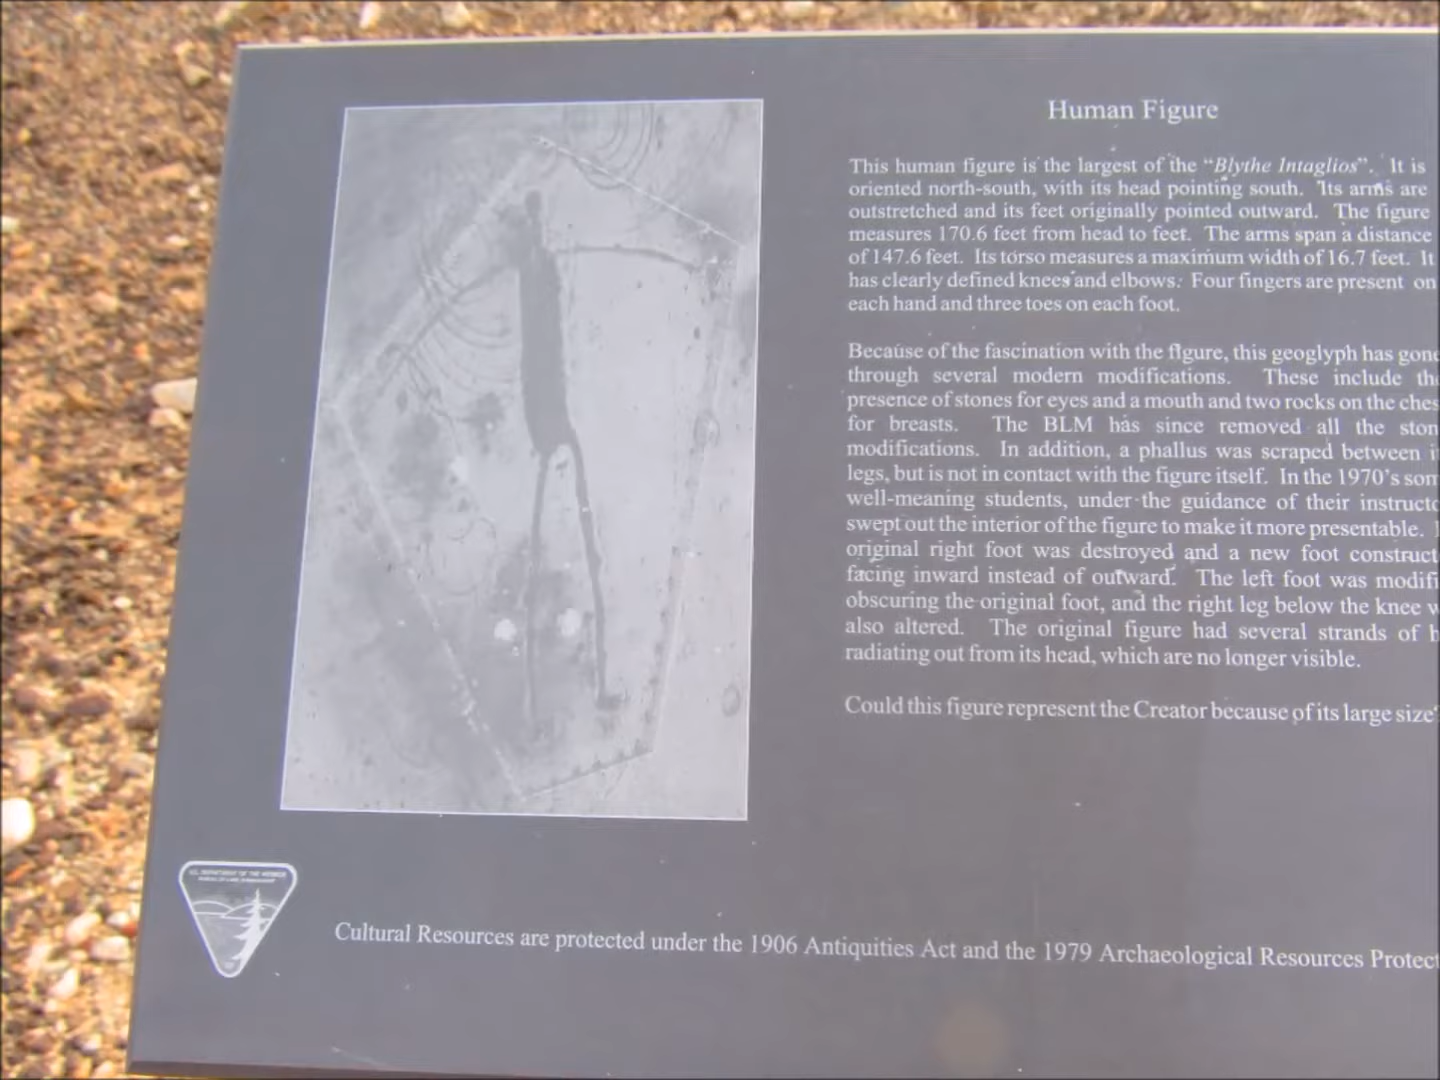 Human Figure
This human figure is the largest of the “Blythe Intaglios”. It is
oriented north-south, with its head pointing south. Its arms are
outstretched and its feet originally pointed outward. The figure
measures 170.6 feet from head to feet. The arms span a distance
of 147.6 feet. Its torso measures a maximum width of 16.7 feet. It
has clearly defined knees and elbows. Four fingers are present on
each hand and three toes on each foot.
Because of the fascination with the figure, this geoglyph has gone
through several modern modifications. These include
presence of stones for eyes and a mouth and two rocks on the
for breasts. The BLM has since removed all the
modifications. In addition, a phallus was scraped between
legs, but is not in contact with the figure itself. In the 1970’s
well-meaning students, under the guidance of their
swept out the interior of the figure to make it more presentable.
original right foot was destroyed and a new foot
facing inward instead of outward. The left foot was
obscuring the original foot, and the right leg below the knee
also altered. The original figure had several strands of
radiating out from its head, which are no longer visible.
Could this figure represent the Creator because of its large size
U.S. DEPARTMENT OF THE INTERIOR
BUREAU OF LAND MANAGEMENT
Cultural Resources are protected under the 1906 Antiquities Act and the 1979 Archaeological Resources